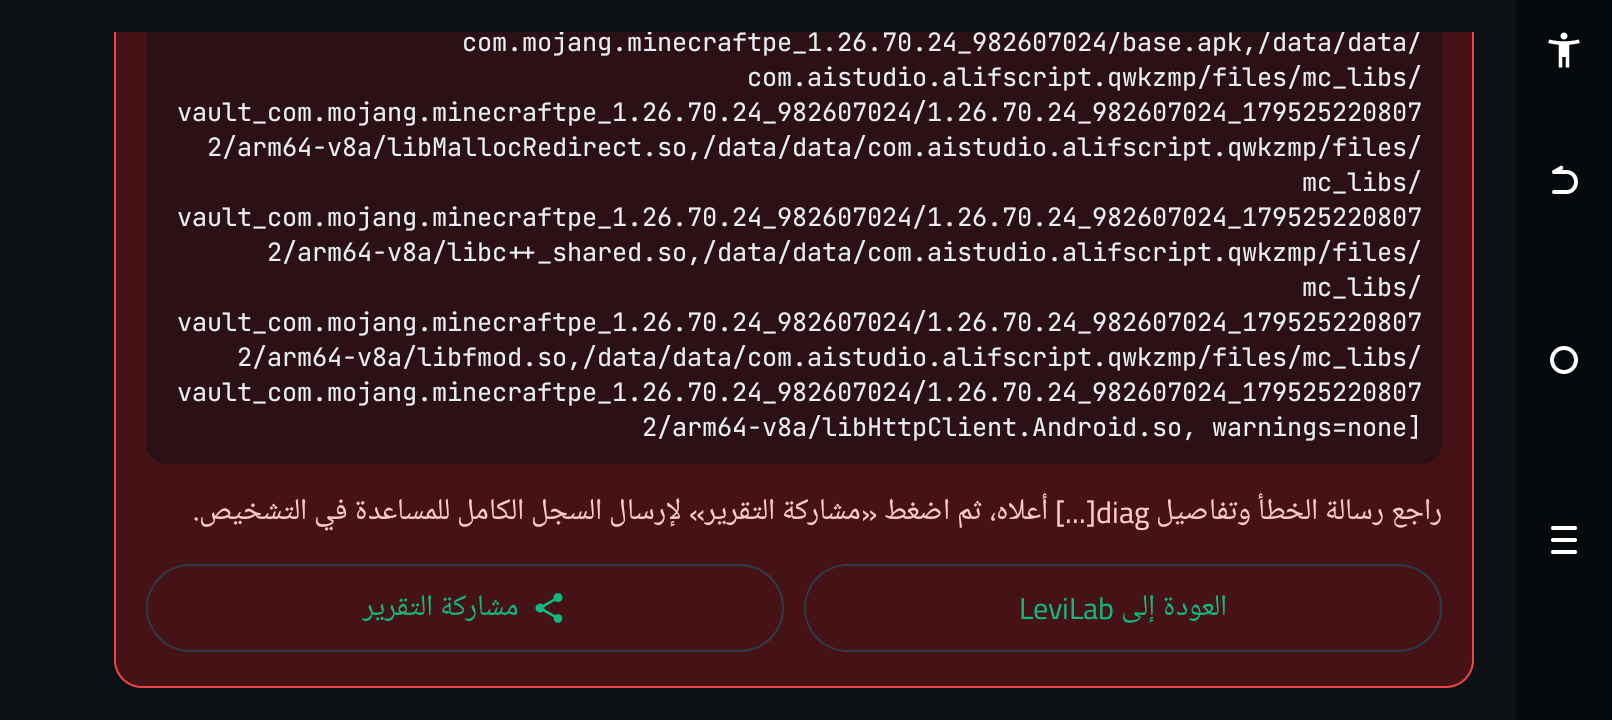 com.mojang.minecraftpe_1.26.70.24_982607024/base.apk,/data/data/
com.aistudio.alifscript.qwkzmp/files/mc_libs/
vault_com.mojang.minecraftpe_1.26.70.24_982607024/1.26.70.24_982607024_179525220807
2/arm64-v8a/libMallocRedirect.so,/data/data/com.aistudio.alifscript.qwkzmp/files/
mc_libs/
vault_com.mojang.minecraftpe_1.26.70.24_982607024/1.26.70.24_982607024_179525220807
2/arm64-v8a/libc++_shared.so,/data/data/com.aistudio.alifscript.qwkzmp/files/
mc_libs/
vault_com.mojang.minecraftpe_1.26.70.24_982607024/1.26.70.24_982607024_179525220807
2/arm64-v8a/libfmod.so,/data/data/com.aistudio.alifscript.qwkzmp/files/mc_libs/
vault_com.mojang.minecraftpe_1.26.70.24_982607024/1.26.70.24_982607024_179525220807
2/arm64-v8a/libHttpClient.Android.so, warnings=none]
راجع رسالة الخطأ وتفاصيل diag[...] أعلاه، ثم اضغط «مشاركة التقرير» لإرسال السجل الكامل للمساعدة في التشخيص.
العودة إلى LeviLab
مشاركة التقرير